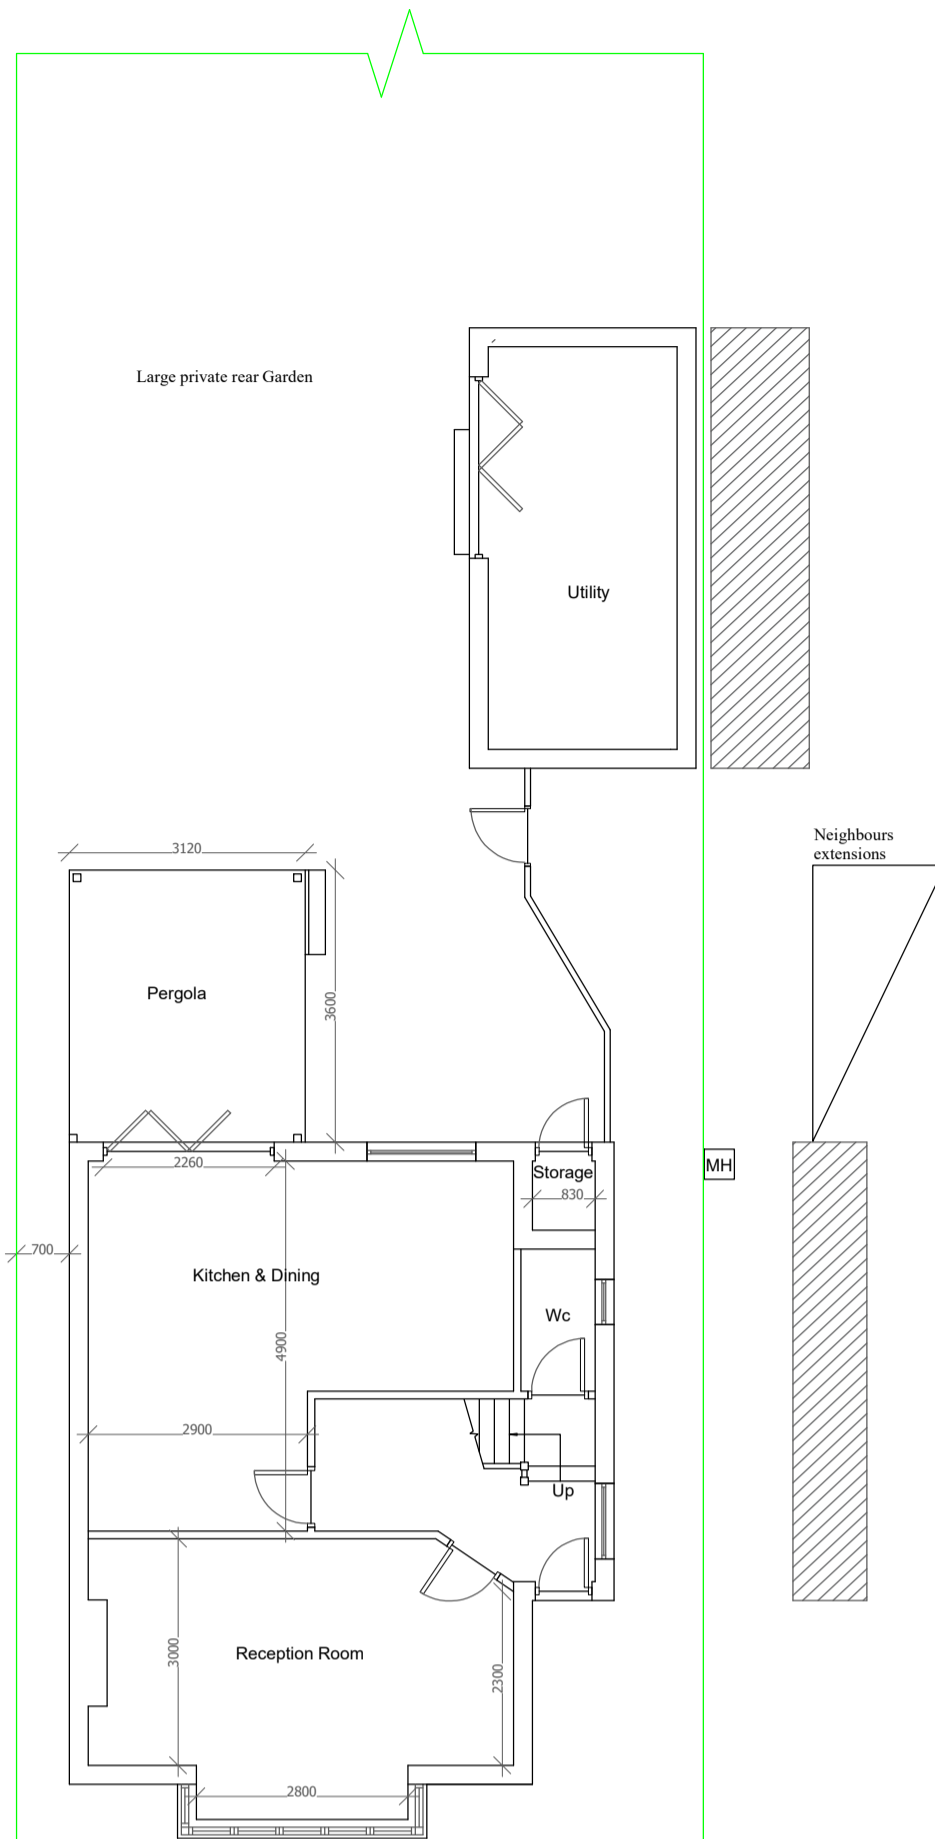 Large private rear Garden
Utility
Neighbours
extensions
3120
Pergola
3600
2260
Storage
830
MH
700
Kitchen & Dining
Wc
4900
2900
Up
3000
Reception Room
2300
2800